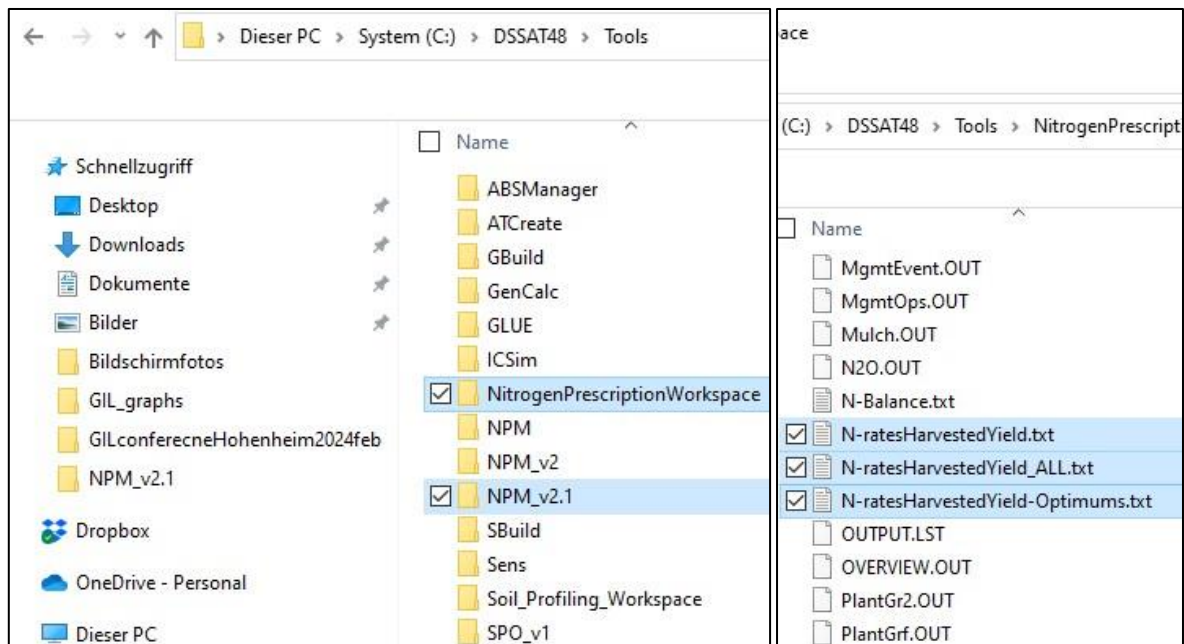 Dieser PC > System (C:) > DSSAT48 > Tools
Name
Schnellzugriff
Desktop
Downloads
Dokumente
Bilder
Bildschirmfotos
GIL_graphs
GILconferecneHohenheim2024feb
NPM_v2.1
Dropbox
OneDrive - Personal
Dieser PC
ABSManager
ATCreate
GBuild
GenCalc
GLUE
ICSim
NitrogenPrescriptionWorkspace
NPM
NPM_v2
NPM_v2.1
SBuild
Sens
Soil_Profiling_Workspace
SPO_v1
ace
(C:) > DSSAT48 > Tools > NitrogenPrescript
Name
MgmtEvent.OUT
MgmtOps.OUT
Mulch.OUT
N2O.OUT
N-Balance.txt
N-ratesHarvestedYield.txt
N-ratesHarvestedYield_ALL.txt
N-ratesHarvestedYield-Optimums.txt
OUTPUT.LST
OVERVIEW.OUT
PlantGr2.OUT
PlantGrf.OUT